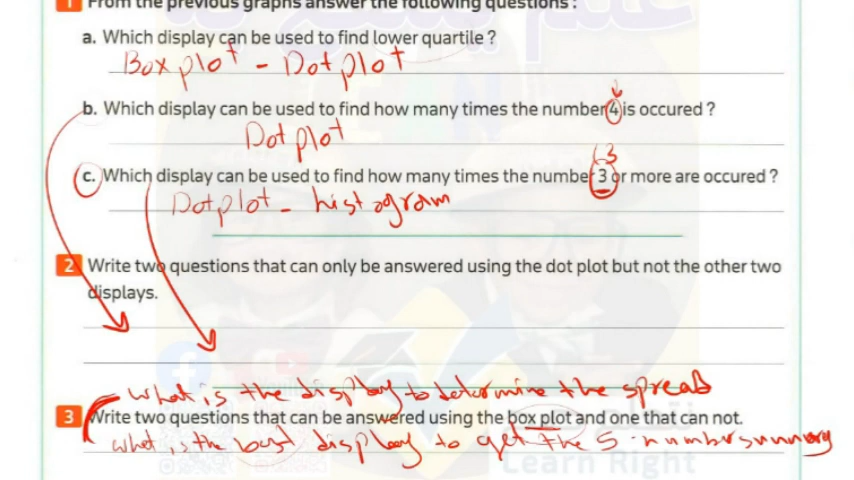 1 From the previous graphs answer the following questions :
a. Which display can be used to find lower quartile ?
Box plot - Dot plot
b. Which display can be used to find how many times the number 4 is occured ?
Dot plot
c. Which display can be used to find how many times the number 3 or more are occured ?
Dot plot - histogram
2 Write two questions that can only be answered using the dot plot but not the other two
displays.
what is the display to determine the spread
3 Write two questions that can be answered using the box plot and one that can not.
what is the best display to get the 5-number summary
Learn Right